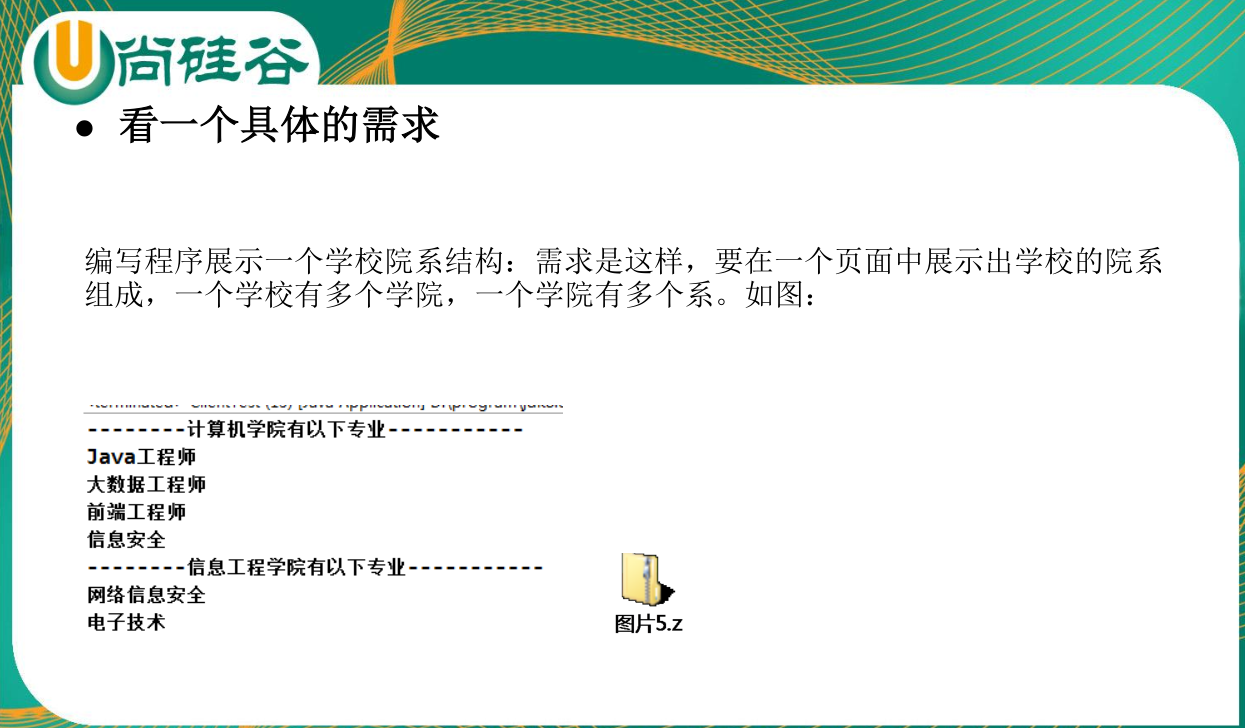 尚硅谷
● 看一个具体的需求
编写程序展示一个学校院系结构：需求是这样，要在一个页面中展示出学校的院系
组成，一个学校有多个学院，一个学院有多个系。如图：
--------计算机学院有以下专业-----------
Java工程师
大数据工程师
前端工程师
信息安全
--------信息工程学院有以下专业-----------
网络信息安全
电子技术
图片5.z